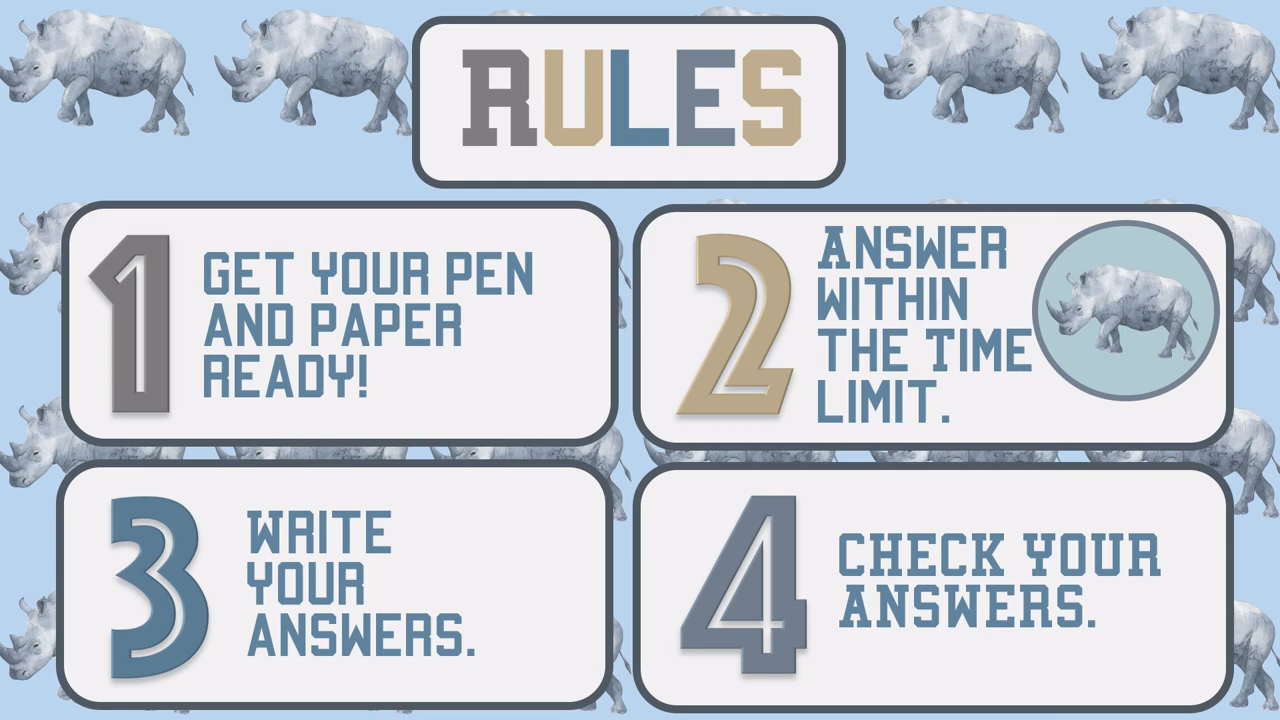 RULES
1
GET YOUR PEN
AND PAPER
READY!
2
ANSWER
WITHIN
THE TIME
LIMIT.
3
WRITE
YOUR
ANSWERS.
4
CHECK YOUR
ANSWERS.